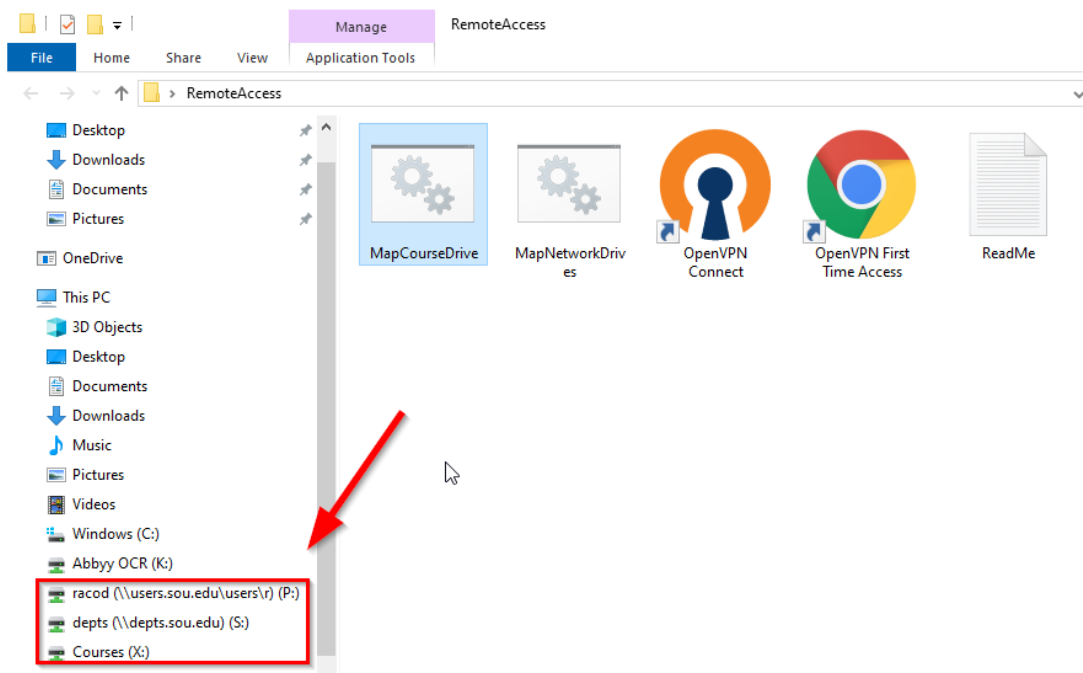 Manage
RemoteAccess
File
Home
Share
View
Application Tools
RemoteAccess
Desktop
Downloads
Documents
Pictures
OneDrive
This PC
3D Objects
Desktop
Documents
Downloads
Music
Pictures
Videos
Windows (C:)
Abbyy OCR (K:)
racod (\\users.sou.edu\users\r) (P:)
depts (\\depts.sou.edu) (S:)
Courses (X:)
MapCourseDrive
MapNetworkDriv
es
OpenVPN
Connect
OpenVPN First
Time Access
ReadMe